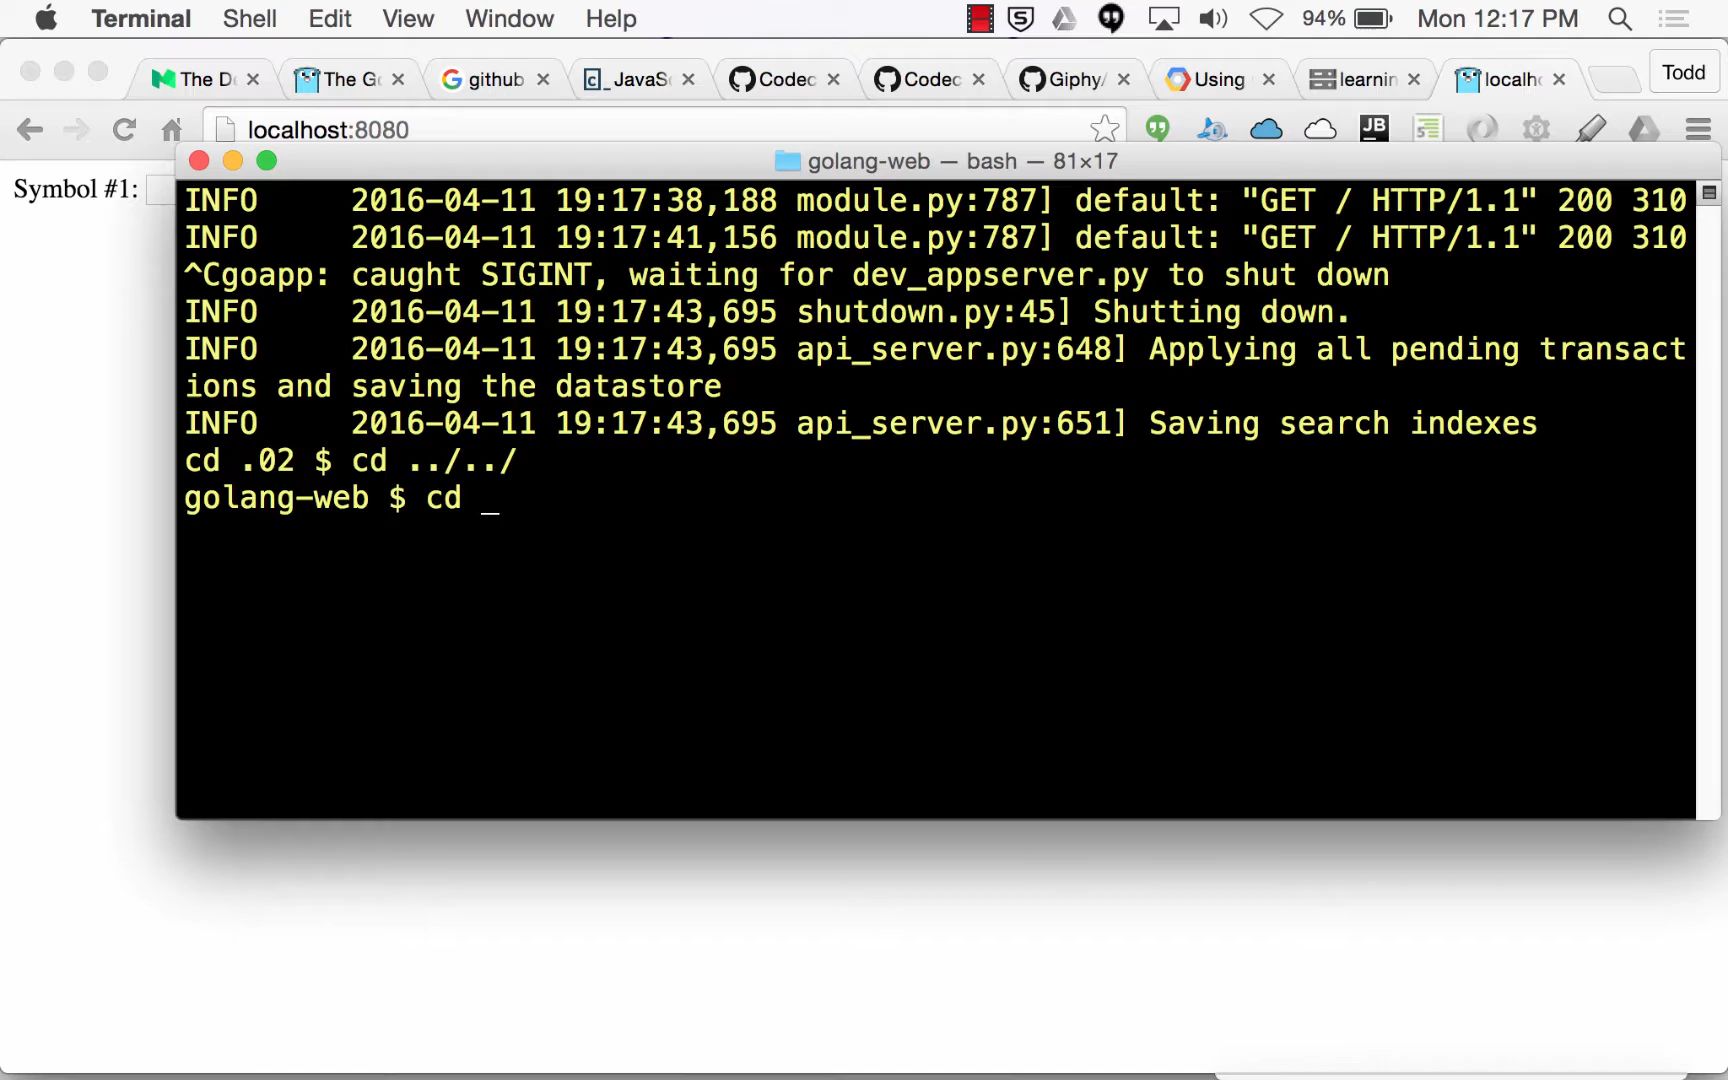 Terminal Shell Edit View Window Help 94% Mon 12:17 PM
The D The Go github c_ JavaSc Codec Codec Giphy/ Using learnin localh Todd
localhost:8080 JB 5
golang-web — bash — 81×17
Symbol #1:
INFO 2016-04-11 19:17:38,188 module.py:787] default: "GET / HTTP/1.1" 200 310
INFO 2016-04-11 19:17:41,156 module.py:787] default: "GET / HTTP/1.1" 200 310
^Cgoapp: caught SIGINT, waiting for dev_appserver.py to shut down
INFO 2016-04-11 19:17:43,695 shutdown.py:45] Shutting down.
INFO 2016-04-11 19:17:43,695 api_server.py:648] Applying all pending transact
ions and saving the datastore
INFO 2016-04-11 19:17:43,695 api_server.py:651] Saving search indexes
cd .02 $ cd ../../
golang-web $ cd _